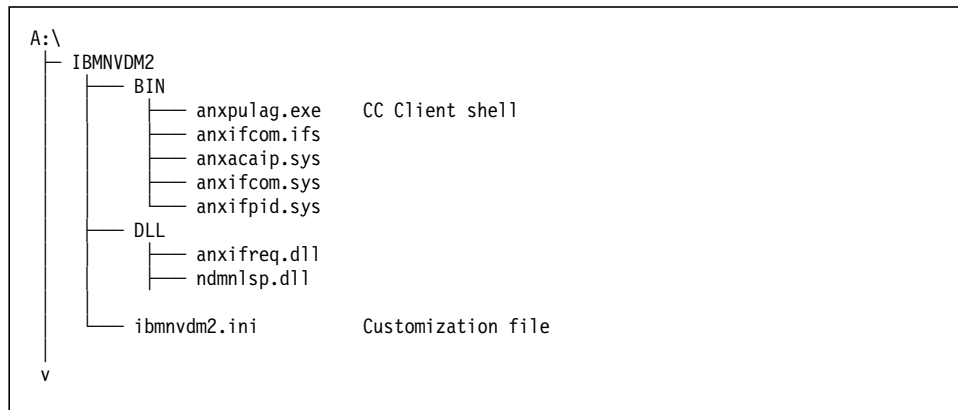 A:\
IBMNVDM2
BIN
anxpulag.exe CC Client shell
anxifcom.ifs
anxacaip.sys
anxifcom.sys
anxifpid.sys
DLL
anxifreq.dll
ndmnlsp.dll
ibmnvdm2.ini Customization file
v